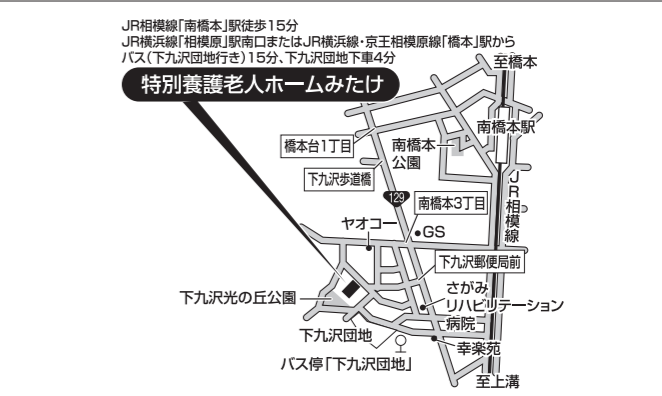 JR相模線「南橋本」駅徒歩15分
JR横浜線「相模原」駅南口またはJR横浜線・京王相模原線「橋本」駅から
バス(下九沢団地行き)15分、下九沢団地下車4分
特別養護老人ホームみたけ
至橋本
南橋本駅
橋本台1丁目
南橋本
公園
下九沢歩道橋
JR相模線
129
南橋本3丁目
ヤオコー
GS
下九沢郵便局前
さがみ
リハビリテーション
病院
下九沢光の丘公園
下九沢団地
幸楽苑
バス停「下九沢団地」
至上溝